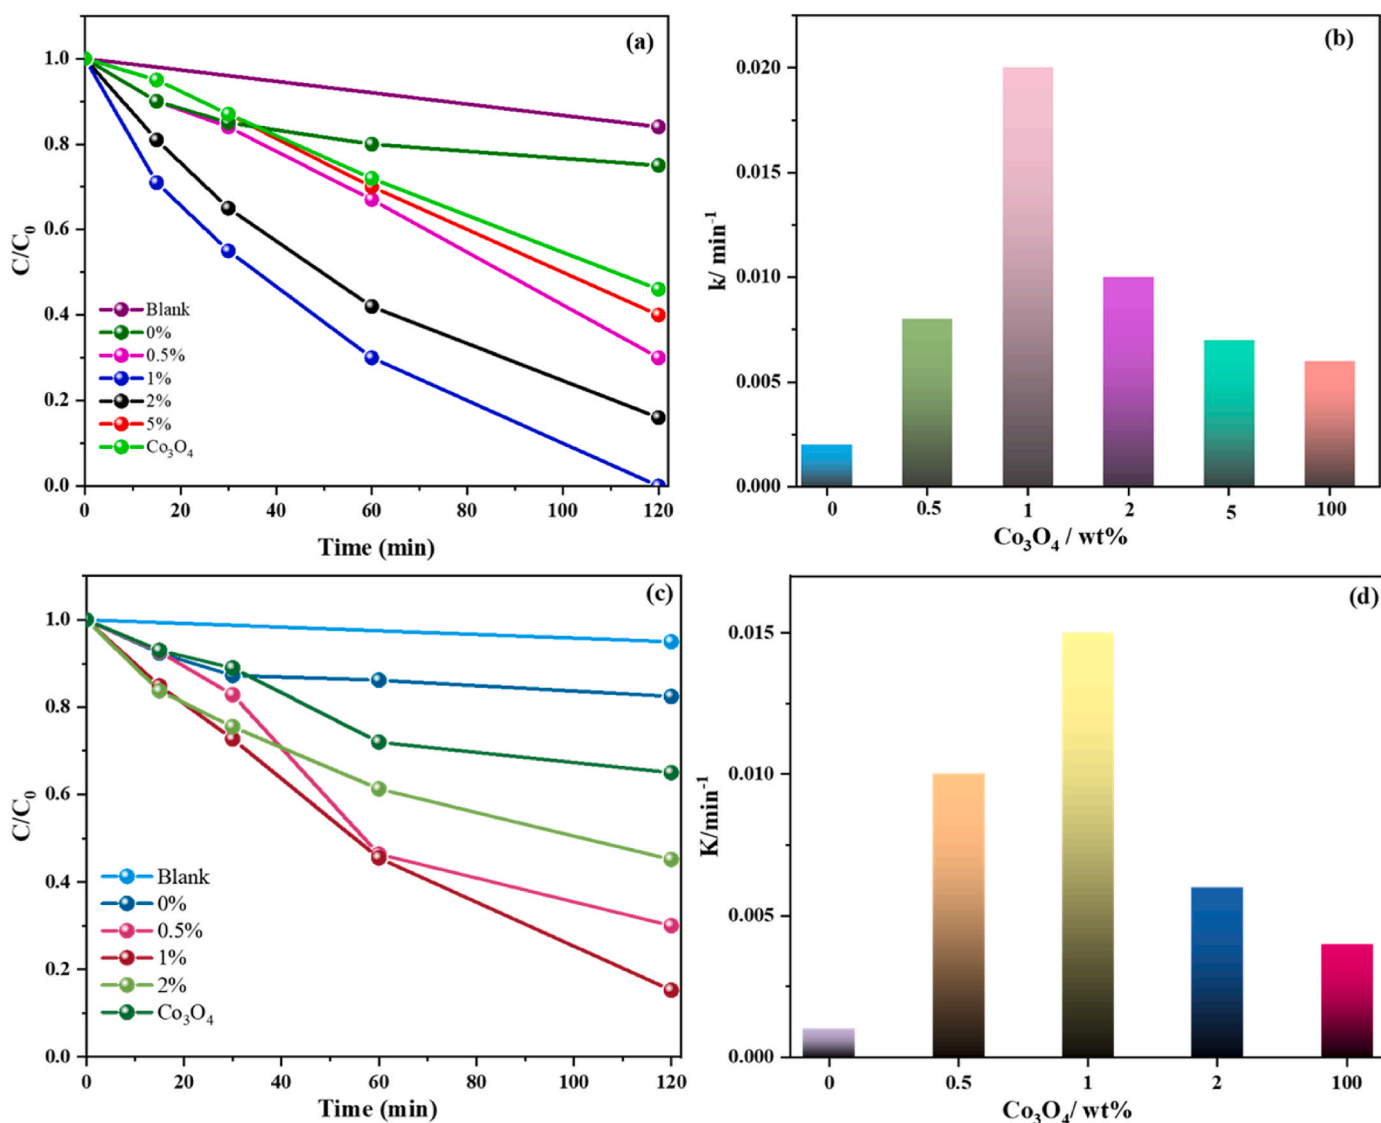 (a)
C/C0
1.0
0.8
0.6
0.4
0.2
0.0
Blank
0%
0.5%
1%
2%
5%
Co3O4
0 20 40 60 80 100 120
Time (min)
(b)
k/ min-1
0.020
0.015
0.010
0.005
0.000
0 0.5 1 2 5 100
Co3O4 / wt%
(c)
C/C0
1.0
0.8
0.6
0.4
0.2
0.0
Blank
0%
0.5%
1%
2%
Co3O4
0 20 40 60 80 100 120
Time (min)
(d)
K/min-1
0.015
0.010
0.005
0.000
0 0.5 1 2 100
Co3O4/ wt%